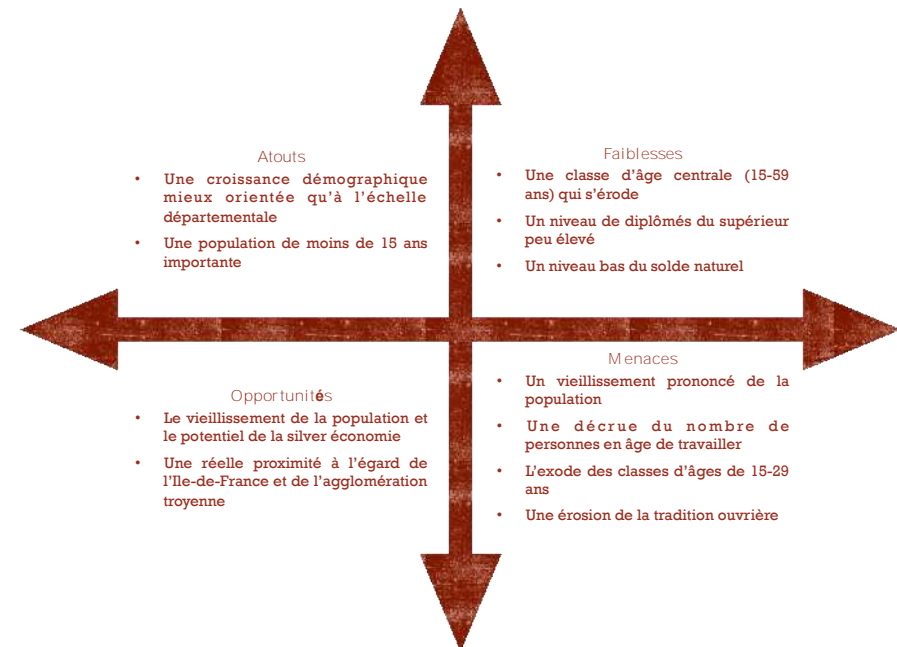 Atouts
• Une croissance démographique
mieux orientée qu'à l'échelle
départementale
• Une population de moins de 15 ans
importante
Faiblesses
• Une classe d'âge centrale (15-59
ans) qui s'érode
• Un niveau de diplômés du supérieur
peu élevé
• Un niveau bas du solde naturel
Opportunités
• Le vieillissement de la population et
le potentiel de la silver économie
• Une réelle proximité à l'égard de
l'Ile-de-France et de l'agglomération
troyenne
Menaces
• Un vieillissement prononcé de la
population
• Une décrue du nombre de
personnes en âge de travailler
• L'exode des classes d'âges de 15-29
ans
• Une érosion de la tradition ouvrière